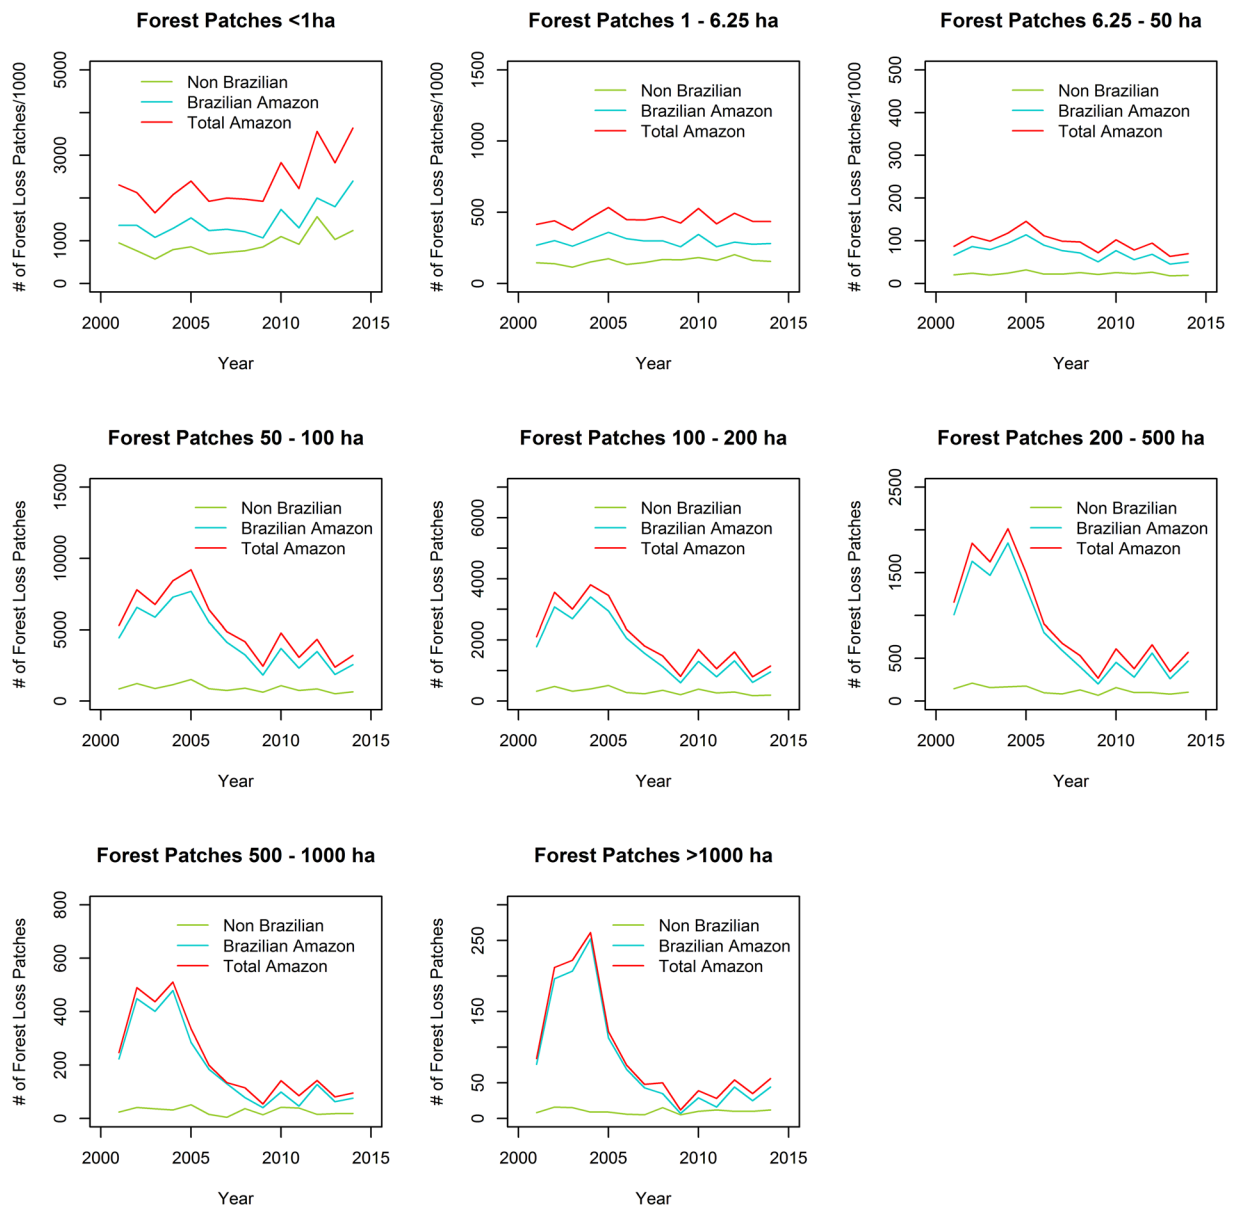 Forest Patches <1ha
# of Forest Loss Patches/1000
5000
3000
1000
0
Non Brazilian
Brazilian Amazon
Total Amazon
2000 2005 2010 2015
Year
Forest Patches 1 - 6.25 ha
# of Forest Loss Patches/1000
1500
1000
500
0
Non Brazilian
Brazilian Amazon
Total Amazon
2000 2005 2010 2015
Year
Forest Patches 6.25 - 50 ha
# of Forest Loss Patches/1000
500
400
300
200
100
0
Non Brazilian
Brazilian Amazon
Total Amazon
2000 2005 2010 2015
Year
Forest Patches 50 - 100 ha
# of Forest Loss Patches
15000
10000
5000
0
Non Brazilian
Brazilian Amazon
Total Amazon
2000 2005 2010 2015
Year
Forest Patches 100 - 200 ha
# of Forest Loss Patches
6000
4000
2000
0
Non Brazilian
Brazilian Amazon
Total Amazon
2000 2005 2010 2015
Year
Forest Patches 200 - 500 ha
# of Forest Loss Patches
2500
1500
500
0
Non Brazilian
Brazilian Amazon
Total Amazon
2000 2005 2010 2015
Year
Forest Patches 500 - 1000 ha
# of Forest Loss Patches
800
600
400
200
0
Non Brazilian
Brazilian Amazon
Total Amazon
2000 2005 2010 2015
Year
Forest Patches >1000 ha
# of Forest Loss Patches
250
150
50
0
Non Brazilian
Brazilian Amazon
Total Amazon
2000 2005 2010 2015
Year